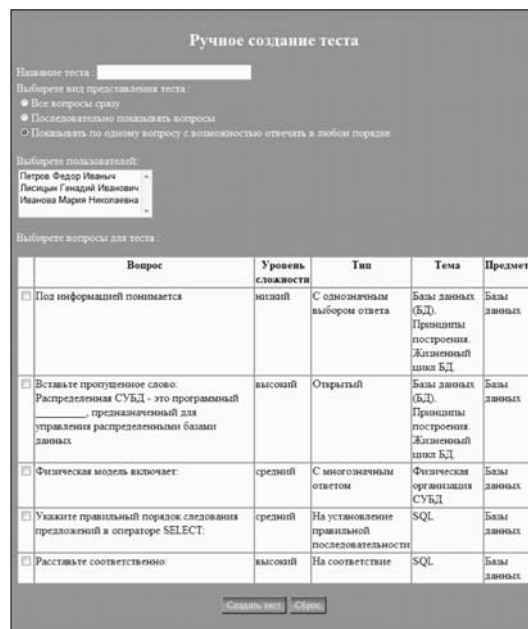 Ручное создание теста
Название теста :
Выбирете вид представления теста :
Все вопросы сразу
Последовательно показывать вопросы
Показывать по одному вопросу с возможностью отвечать в любом порядке
Выбирете пользователей:
Петров Федор Иваныч
Лисицын Генадий Иванович
Иванова Мария Николаевна
Выбирете вопросы для теста :
Вопрос Уровень сложности Тип Тема Предмет
Под информацией понимается низкий С однозначным выбором ответа Базы данных (БД). Принципы построения. Жизненный цикл БД. Базы данных
Вставьте пропущенное слово: Распределенная СУБД - это программный __________, предназначенный для управления распределенными базами данных высокий Открытый Базы данных (БД). Принципы построения. Жизненный цикл БД. Базы данных
Физическая модель включает: средний С многозначным ответом Физическая организация СУБД Базы данных
Укажите правильный порядок следования предложений в операторе SELECT: средний На установление правильной последовательности SQL Базы данных
Расставьте соответственно: высокий На соответствие SQL Базы данных
Создать тест Сброс